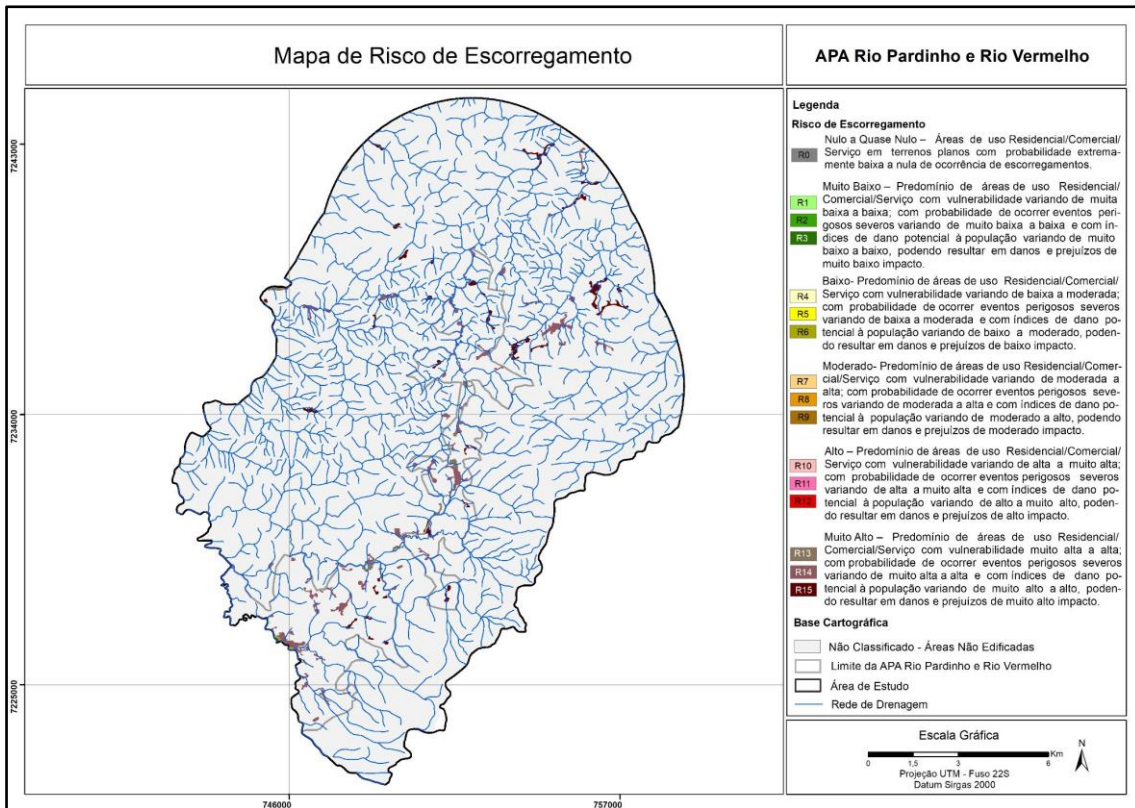 Mapa de Risco de Escorregamento
APA Rio Pardinho e Rio Vermelho
7243000
7234000
7225000
746000
757000
Legenda
Risco de Escorregamento
R0
Nulo a Quase Nulo – Áreas de uso Residencial/Comercial/
Serviço em terrenos planos com probabilidade extrema-
mente baixa a nula de ocorrência de escorregamentos.
R1
R2
R3
Muito Baixo – Predomínio de áreas de uso Residencial/
Comercial/Serviço com vulnerabilidade variando de muita
baixa a baixa; com probabilidade de ocorrer eventos peri-
gosos severos variando de muito baixa a baixa e com ín-
dices de dano potencial à população variando de muito
baixo a baixo, podendo resultar em danos e prejuízos de
muito baixo impacto.
R4
R5
R6
Baixo- Predomínio de áreas de uso Residencial/Comercial/
Serviço com vulnerabilidade variando de baixa a moderada;
com probabilidade de ocorrer eventos perigosos severos
variando de baixa a moderada e com índices de dano po-
tencial à população variando de baixo a moderado, poden-
do resultar em danos e prejuízos de baixo impacto.
R7
R8
R9
Moderado- Predomínio de áreas de uso Residencial/Comer-
cial/Serviço com vulnerabilidade variando de moderada a
alta; com probabilidade de ocorrer eventos perigosos seve-
ros variando de moderada a alta e com índices de dano po-
tencial à população variando de moderado a alto, podendo
resultar em danos e prejuízos de moderado impacto.
R10
R11
R12
Alto – Predomínio de áreas de uso Residencial/Comercial/
Serviço com vulnerabilidade variando de alta a muito alta;
com probabilidade de ocorrer eventos perigosos severos
variando de alta a muito alta e com índices de dano po-
tencial à população variando de alto a muito alto, poden-
do resultar em danos e prejuízos de alto impacto.
R13
R14
R15
Muito Alto – Predomínio de áreas de uso Residencial/
Comercial/Serviço com vulnerabilidade muito alta a alta;
com probabilidade de ocorrer eventos perigosos severos
variando de muito alta a alta e com índices de dano po-
tencial à população variando de muito alto a alto, poden-
do resultar em danos e prejuízos de muito alto impacto.
Base Cartográfica
Não Classificado - Áreas Não Edificadas
Limite da APA Rio Pardinho e Rio Vermelho
Área de Estudo
Rede de Drenagem
Escala Gráfica
0 1,5 3 6 Km
N
Projeção UTM - Fuso 22S
Datum Sirgas 2000